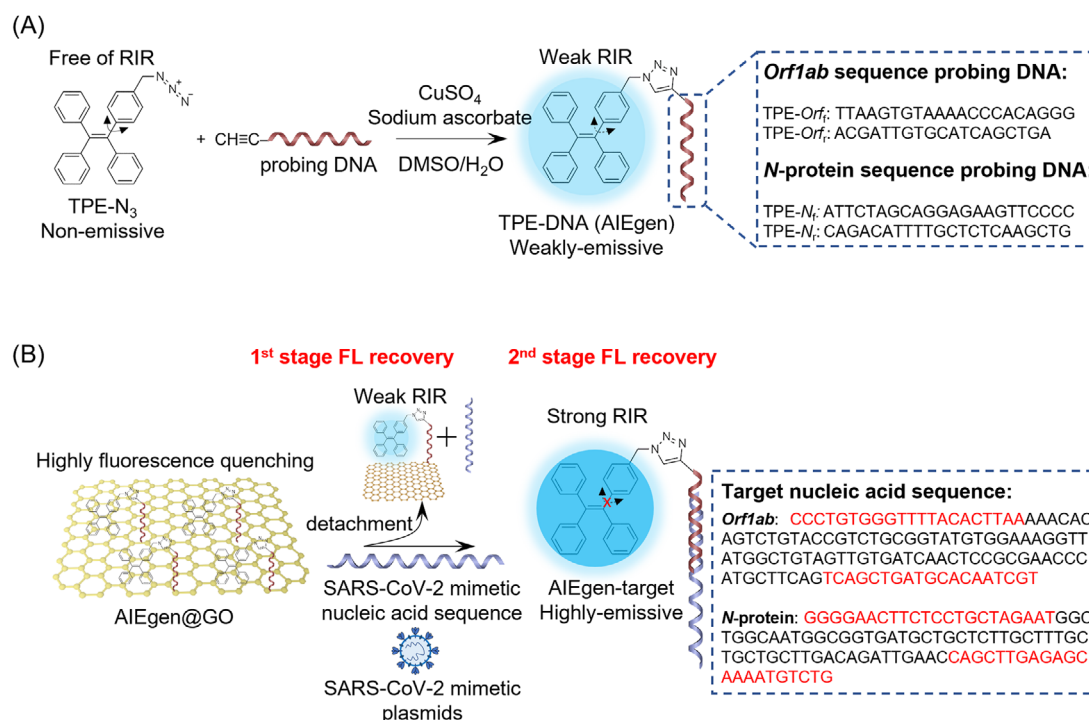 (A)
Free of RIR
N
N⁺
N⁻
TPE-N₃
Non-emissive
+
CH≡C
probing DNA
CuSO₄
Sodium ascorbate
DMSO/H₂O
Weak RIR
N=N
N
TPE-DNA (AIEgen)
Weakly-emissive
Orf1ab sequence probing DNA:
TPE-Orf_f: TTAAGTGTAAAACCCACAGGG
TPE-Orf_r: ACGATTGTGCATCAGCTGA
N-protein sequence probing DNA:
TPE-N_f: ATTCTAGCAGGAGAAGTTCCCC
TPE-N_r: CAGACATTTTGCTCTCAAGCTG
(B)
1st stage FL recovery
2nd stage FL recovery
Highly fluorescence quenching
AIEgen@GO
Weak RIR
+
detachment
SARS-CoV-2 mimetic
nucleic acid sequence
SARS-CoV-2 mimetic
plasmids
Strong RIR
N=N
N
X
AIEgen-target
Highly-emissive
Target nucleic acid sequence:
Orf1ab: CCCTGTGGGTTTTACACTTAAAAACAC
AGTCTGTACCGTCTGCGGTATGTGGAAAGGTT
ATGGCTGTAGTTGTGATCAACTCCGCGAACCC
ATGCTTCAGTCAGCTGATGCACAATCGT
N-protein: GGGGAACTTCTCCTGCTAGAATGGC
TGGCAATGGCGGTGATGCTGCTCTTGCTTTGC
TGCTGCTTGACAGATTGAACCAGCTTGAGAGC
AAAATGTCTG